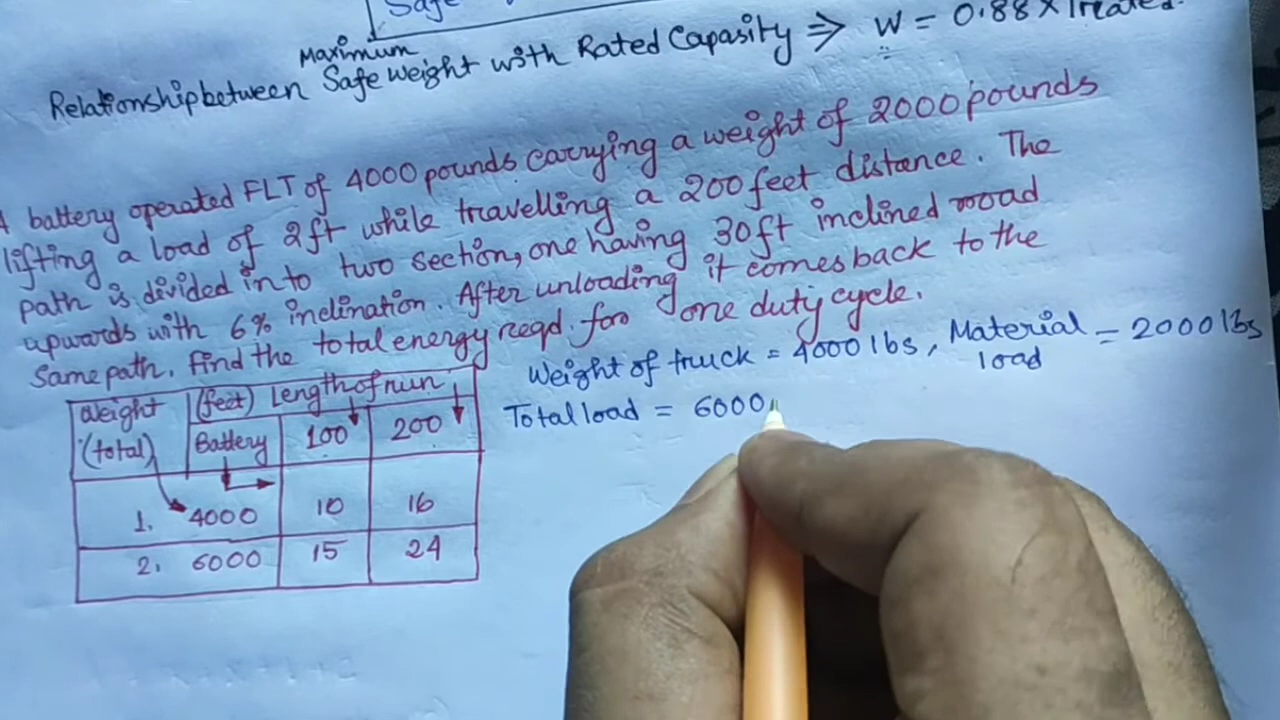 Safe
Maximum
Relationship between Safe weight with Rated Capasity ⇒ W = 0.88 x
A battery operated FLT of 4000 pounds carrying a weight of 2000 pounds
lifting a load of 2ft while travelling a 200 feet distance. The
path is divided in to two section, one having 30ft inclined road
upwards with 6% inclination. After unloading it comes back to the
Same path. Find the total energy reqd. for one duty cycle.
Weight of truck = 4000 lbs, Material load = 2000 lbs
Total load = 6000
Weight (total) (feet) Length of run
Battery 100 200
1. 4000 10 16
2. 6000 15 24